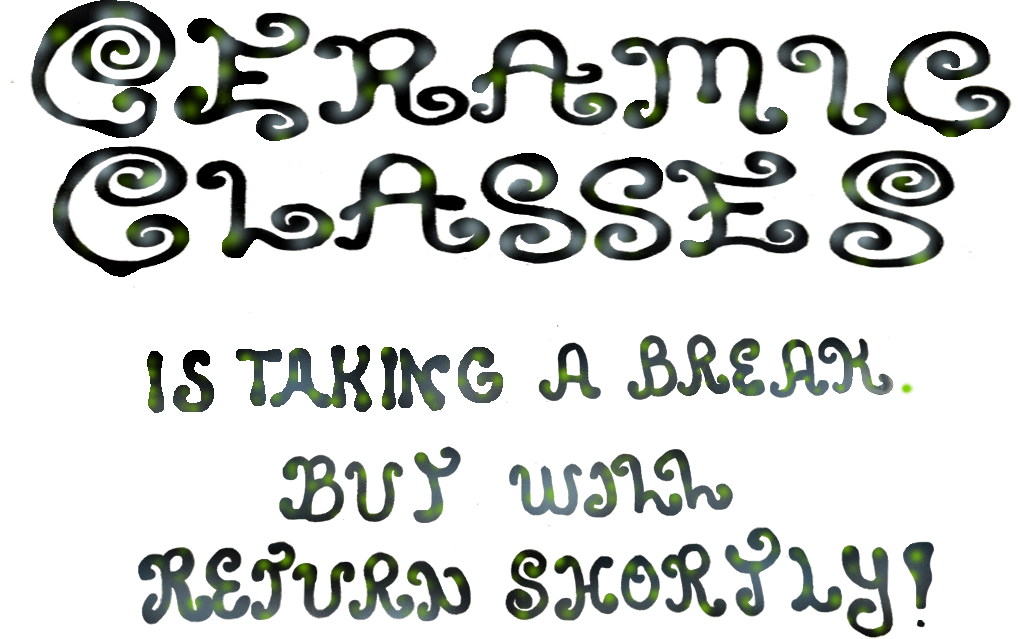 CERAMIC
CLASSES
IS TAKING A BREAK.
BUT WILL
RETURN SHORTLY!